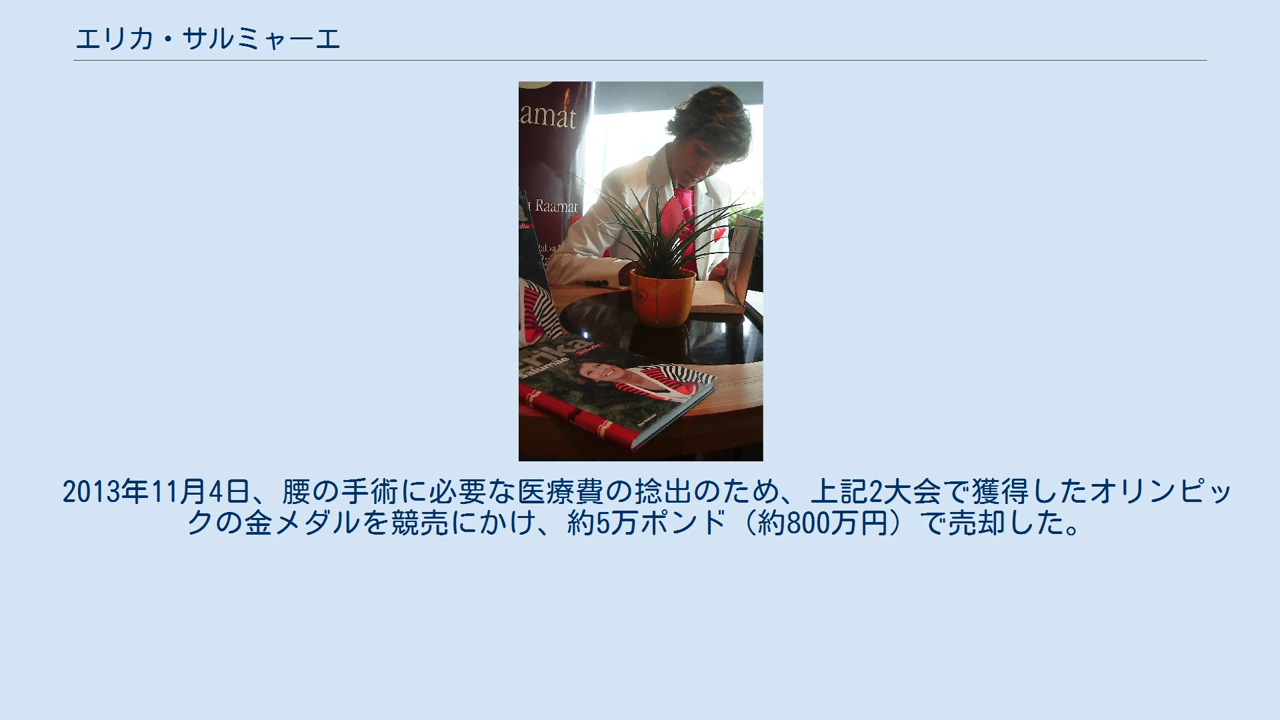 エリカ・サルミャーエ
amat
Raamat
Erika
Salumäe
2013年11月4日、腰の手術に必要な医療費の捻出のため、上記2大会で獲得したオリンピッ
クの金メダルを競売にかけ、約5万ポンド（約800万円）で売却した。